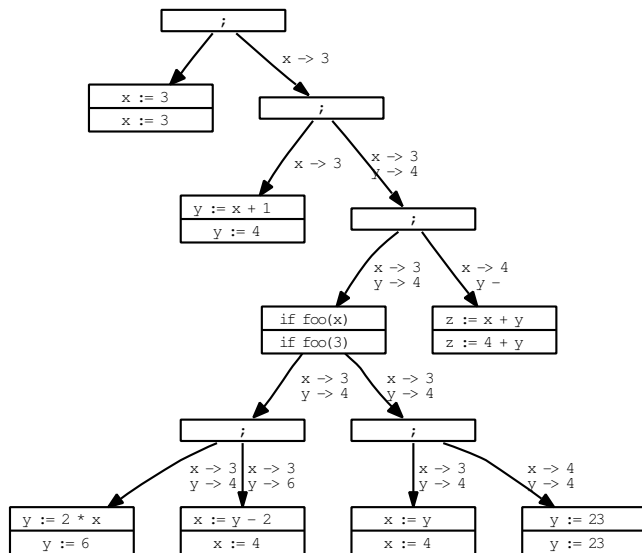 ;
x -> 3
x := 3
x := 3
;
x -> 3
x -> 3
y -> 4
y := x + 1
y := 4
;
x -> 3
y -> 4
x -> 4
y -
if foo(x)
if foo(3)
z := x + y
z := 4 + y
x -> 3
y -> 4
x -> 3
y -> 4
;
;
x -> 3
y -> 4
x -> 3
y -> 6
x -> 3
y -> 4
x -> 4
y -> 4
y := 2 * x
y := 6
x := y - 2
x := 4
x := y
x := 4
y := 23
y := 23